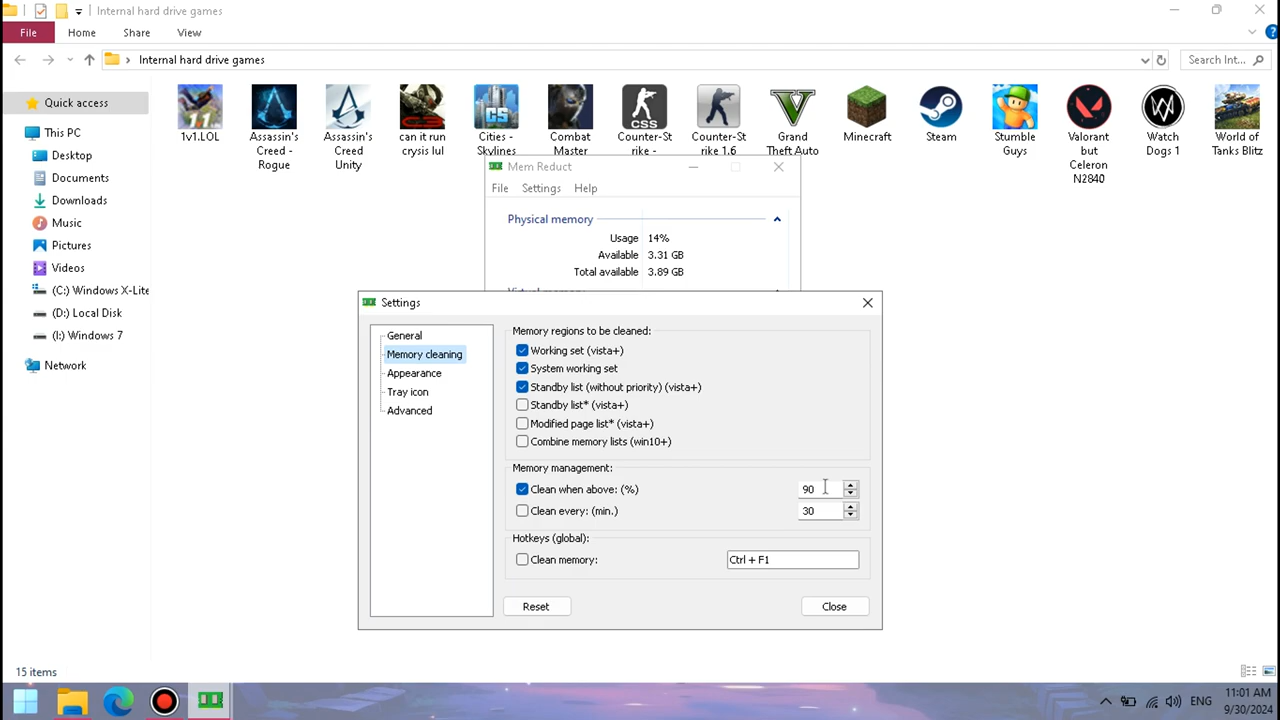 Internal hard drive games
File
Home
Share
View
Internal hard drive games
Search Int...
Quick access
This PC
Desktop
Documents
Downloads
Music
Pictures
Videos
(C:) Windows X-Lite
(D:) Local Disk
(I:) Windows 7
Network
1v1.LOL
Assassin's
Creed -
Rogue
Assassin's
Creed Unity
can it run
crysis lul
Cities -
Skylines
Combat
Master
Counter-St
rike -
Counter-St
rike 1.6
Grand
Theft Auto
Minecraft
Steam
Stumble
Guys
Valorant
but
Celeron
N2840
Watch
Dogs 1
World of
Tanks Blitz
Mem Reduct
File
Settings
Help
Physical memory
Usage 14%
Available 3.31 GB
Total available 3.89 GB
Settings
General
Memory cleaning
Appearance
Tray icon
Advanced
Memory regions to be cleaned:
Working set (vista+)
System working set
Standby list (without priority) (vista+)
Standby list* (vista+)
Modified page list* (vista+)
Combine memory lists (win10+)
Memory management:
Clean when above: (%) 90
Clean every: (min.) 30
Hotkeys (global):
Clean memory: Ctrl + F1
Reset
Close
15 items
ENG
11:01 AM
9/30/2024